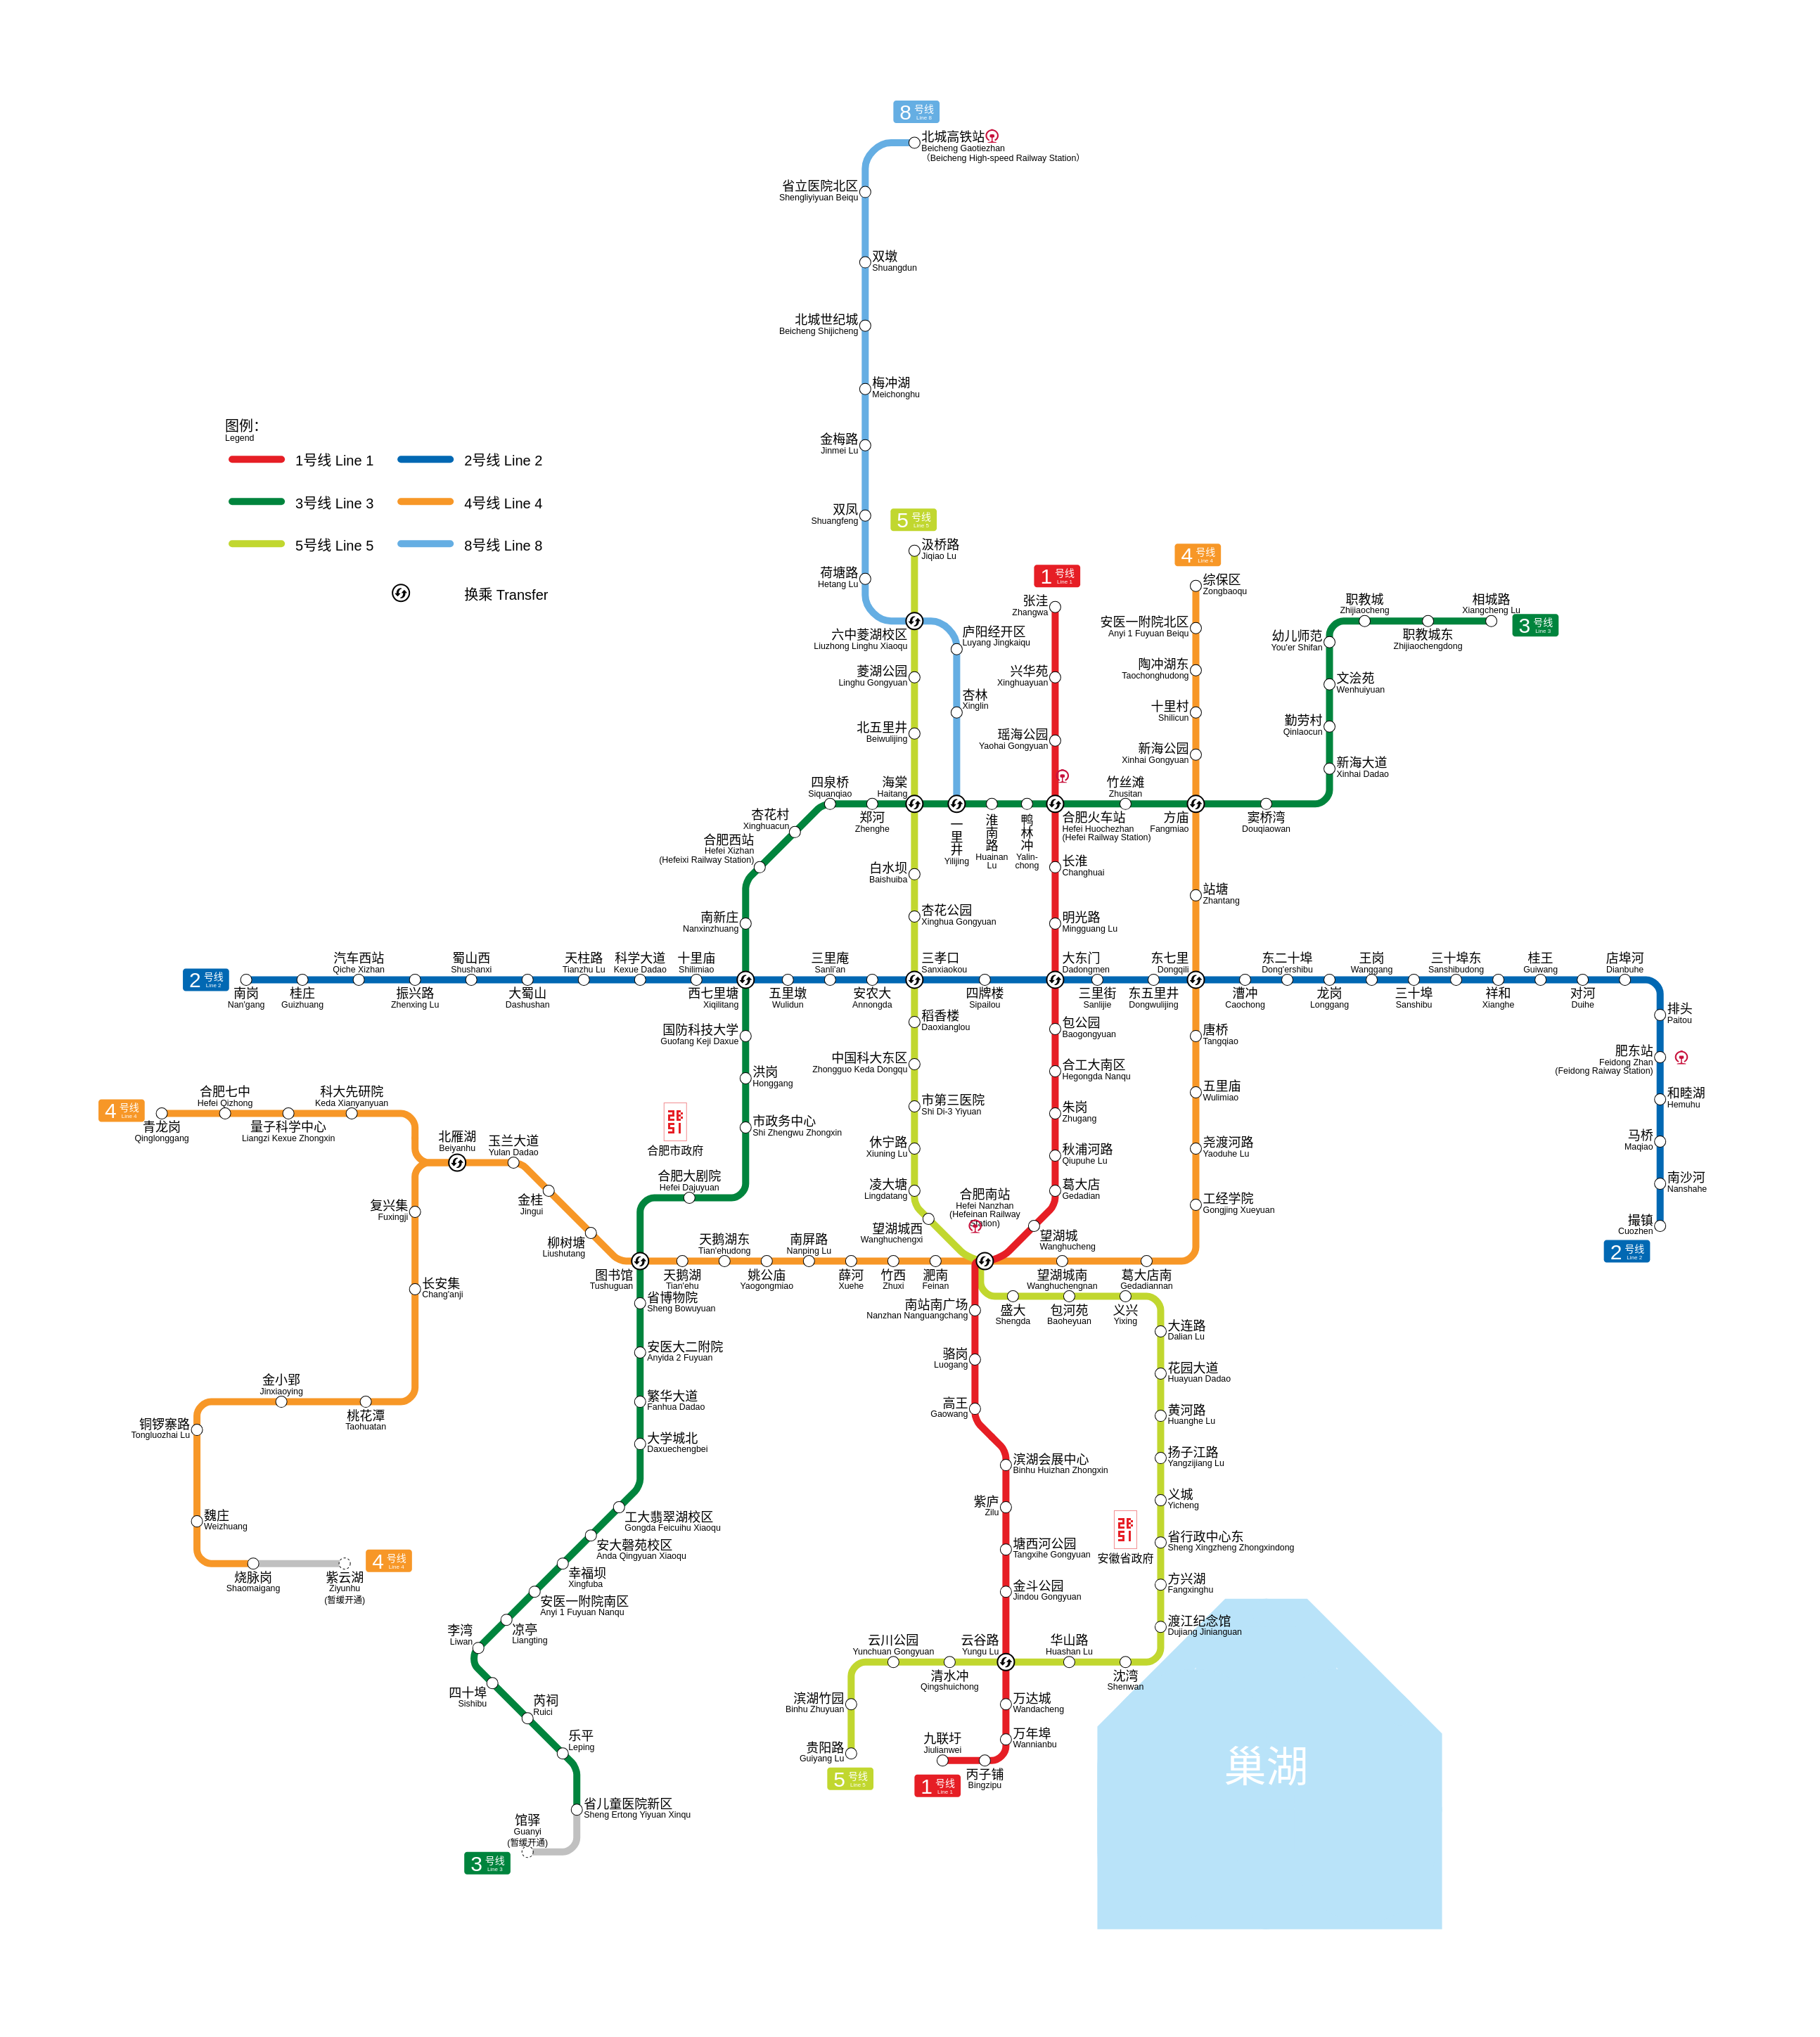 8 号线
Line 8
北城高铁站
Beicheng Gaotiezhan
（Beicheng High-speed Railway Station）
省立医院北区
Shengliyiyuan Beiqu
双墩
Shuangdun
北城世纪城
Beicheng Shijicheng
梅冲湖
Meichonghu
金梅路
Jinmei Lu
双凤
Shuangfeng
荷塘路
Hetang Lu
图例：
Legend
1号线 Line 1
2号线 Line 2
3号线 Line 3
4号线 Line 4
5号线 Line 5
8号线 Line 8
换乘 Transfer
5 号线
Line 5
汲桥路
Jiqiao Lu
六中菱湖校区
Liuzhong Linghu Xiaoqu
庐阳经开区
Luyang Jingkaiqu
菱湖公园
Linghu Gongyuan
杏林
Xinglin
北五里井
Beiwulijing
1 号线
Line 1
张洼
Zhangwa
兴华苑
Xinghuayuan
瑶海公园
Yaohai Gongyuan
4 号线
Line 4
综保区
Zongbaoqu
安医一附院北区
Anyi 1 Fuyuan Beiqu
陶冲湖东
Taochonghudong
十里村
Shilicun
新海公园
Xinhai Gongyuan
职教城
Zhijiaocheng
相城路
Xiangcheng Lu
3 号线
Line 3
职教城东
Zhijiaochengdong
幼儿师范
You'er Shifan
文浍苑
Wenhuiyuan
勤劳村
Qinlaocun
新海大道
Xinhai Dadao
四泉桥
Siquanqiao
海棠
Haitang
竹丝滩
Zhusitan
杏花村
Xinghuacun
郑河
Zhenghe
一里井
Yilijing
淮南路
Huainan
Lu
鸭林冲
Yalin-
chong
合肥火车站
Hefei Huochezhan
(Hefei Railway Station)
方庙
Fangmiao
窦桥湾
Douqiaowan
合肥西站
Hefei Xizhan
(Hefeixi Railway Station)
白水坝
Baishuiba
长淮
Changhuai
站塘
Zhantang
南新庄
Nanxinzhuang
杏花公园
Xinghua Gongyuan
明光路
Mingguang Lu
2 号线
Line 2
汽车西站
Qiche Xizhan
蜀山西
Shushanxi
天柱路
Tianzhu Lu
科学大道
Kexue Dadao
十里庙
Shilimiao
三里庵
Sanli'an
三孝口
Sanxiaokou
大东门
Dadongmen
东七里
Dongqili
东二十埠
Dong'ershibu
王岗
Wanggang
三十埠东
Sanshibudong
桂王
Guiwang
店埠河
Dianbuhe
南岗
Nan'gang
桂庄
Guizhuang
振兴路
Zhenxing Lu
大蜀山
Dashushan
西七里塘
Xiqilitang
五里墩
Wulidun
安农大
Annongda
四牌楼
Sipailou
三里街
Sanlijie
东五里井
Dongwulijing
漕冲
Caochong
龙岗
Longgang
三十埠
Sanshibu
祥和
Xianghe
对河
Duihe
排头
Paitou
肥东站
Feidong Zhan
(Feidong Raiway Station)
和睦湖
Hemuhu
马桥
Maqiao
南沙河
Nanshahe
撮镇
Cuozhen
2 号线
Line 2
国防科技大学
Guofang Keji Daxue
洪岗
Honggang
市政务中心
Shi Zhengwu Zhongxin
合肥市政府
合肥大剧院
Hefei Dajuyuan
稻香楼
Daoxianglou
中国科大东区
Zhongguo Keda Dongqu
市第三医院
Shi Di-3 Yiyuan
休宁路
Xiuning Lu
凌大塘
Lingdatang
望湖城西
Wanghuchengxi
包公园
Baogongyuan
合工大南区
Hegongda Nanqu
朱岗
Zhugang
秋浦河路
Qiupuhe Lu
葛大店
Gedadian
望湖城
Wanghucheng
合肥南站
Hefei Nanzhan
(Hefeinan Railway
Station)
唐桥
Tangqiao
五里庙
Wulimiao
尧渡河路
Yaoduhe Lu
工经学院
Gongjing Xueyuan
4 号线
Line 4
合肥七中
Hefei Qizhong
科大先研院
Keda Xianyanyuan
青龙岗
Qinglonggang
量子科学中心
Liangzi Kexue Zhongxin
北雁湖
Beiyanhu
玉兰大道
Yulan Dadao
金桂
Jingui
柳树塘
Liushutang
复兴集
Fuxingji
长安集
Chang'anji
金小郢
Jinxiaoying
桃花潭
Taohuatan
铜锣寨路
Tongluozhai Lu
魏庄
Weizhuang
烧脉岗
Shaomaigang
紫云湖
Ziyunhu
(暂缓开通)
4 号线
Line 4
图书馆
Tushuguan
天鹅湖
Tian'ehu
天鹅湖东
Tian'ehudong
姚公庙
Yaogongmiao
南屏路
Nanping Lu
薛河
Xuehe
竹西
Zhuxi
淝南
Feinan
望湖城南
Wanghuchengnan
葛大店南
Gedadiannan
省博物院
Sheng Bowuyuan
安医大二附院
Anyida 2 Fuyuan
繁华大道
Fanhua Dadao
大学城北
Daxuechengbei
工大翡翠湖校区
Gongda Feicuihu Xiaoqu
安大磬苑校区
Anda Qingyuan Xiaoqu
幸福坝
Xingfuba
安医一附院南区
Anyi 1 Fuyuan Nanqu
凉亭
Liangting
李湾
Liwan
四十埠
Sishibu
芮祠
Ruici
乐平
Leping
省儿童医院新区
Sheng Ertong Yiyuan Xinqu
馆驿
Guanyi
(暂缓开通)
3 号线
Line 3
南站南广场
Nanzhan Nanguangchang
骆岗
Luogang
高王
Gaowang
滨湖会展中心
Binhu Huizhan Zhongxin
紫庐
Zilu
塘西河公园
Tangxihe Gongyuan
金斗公园
Jindou Gongyuan
云谷路
Yungu Lu
万达城
Wandacheng
万年埠
Wannianbu
九联圩
Jiulianwei
丙子铺
Bingzipu
1 号线
Line 1
盛大
Shengda
包河苑
Baoheyuan
义兴
Yixing
大连路
Dalian Lu
花园大道
Huayuan Dadao
黄河路
Huanghe Lu
扬子江路
Yangzijiang Lu
义城
Yicheng
省行政中心东
Sheng Xingzheng Zhongxindong
安徽省政府
方兴湖
Fangxinghu
渡江纪念馆
Dujiang Jinianguan
沈湾
Shenwan
华山路
Huashan Lu
清水冲
Qingshuichong
云川公园
Yunchuan Gongyuan
滨湖竹园
Binhu Zhuyuan
贵阳路
Guiyang Lu
5 号线
Line 5
巢湖